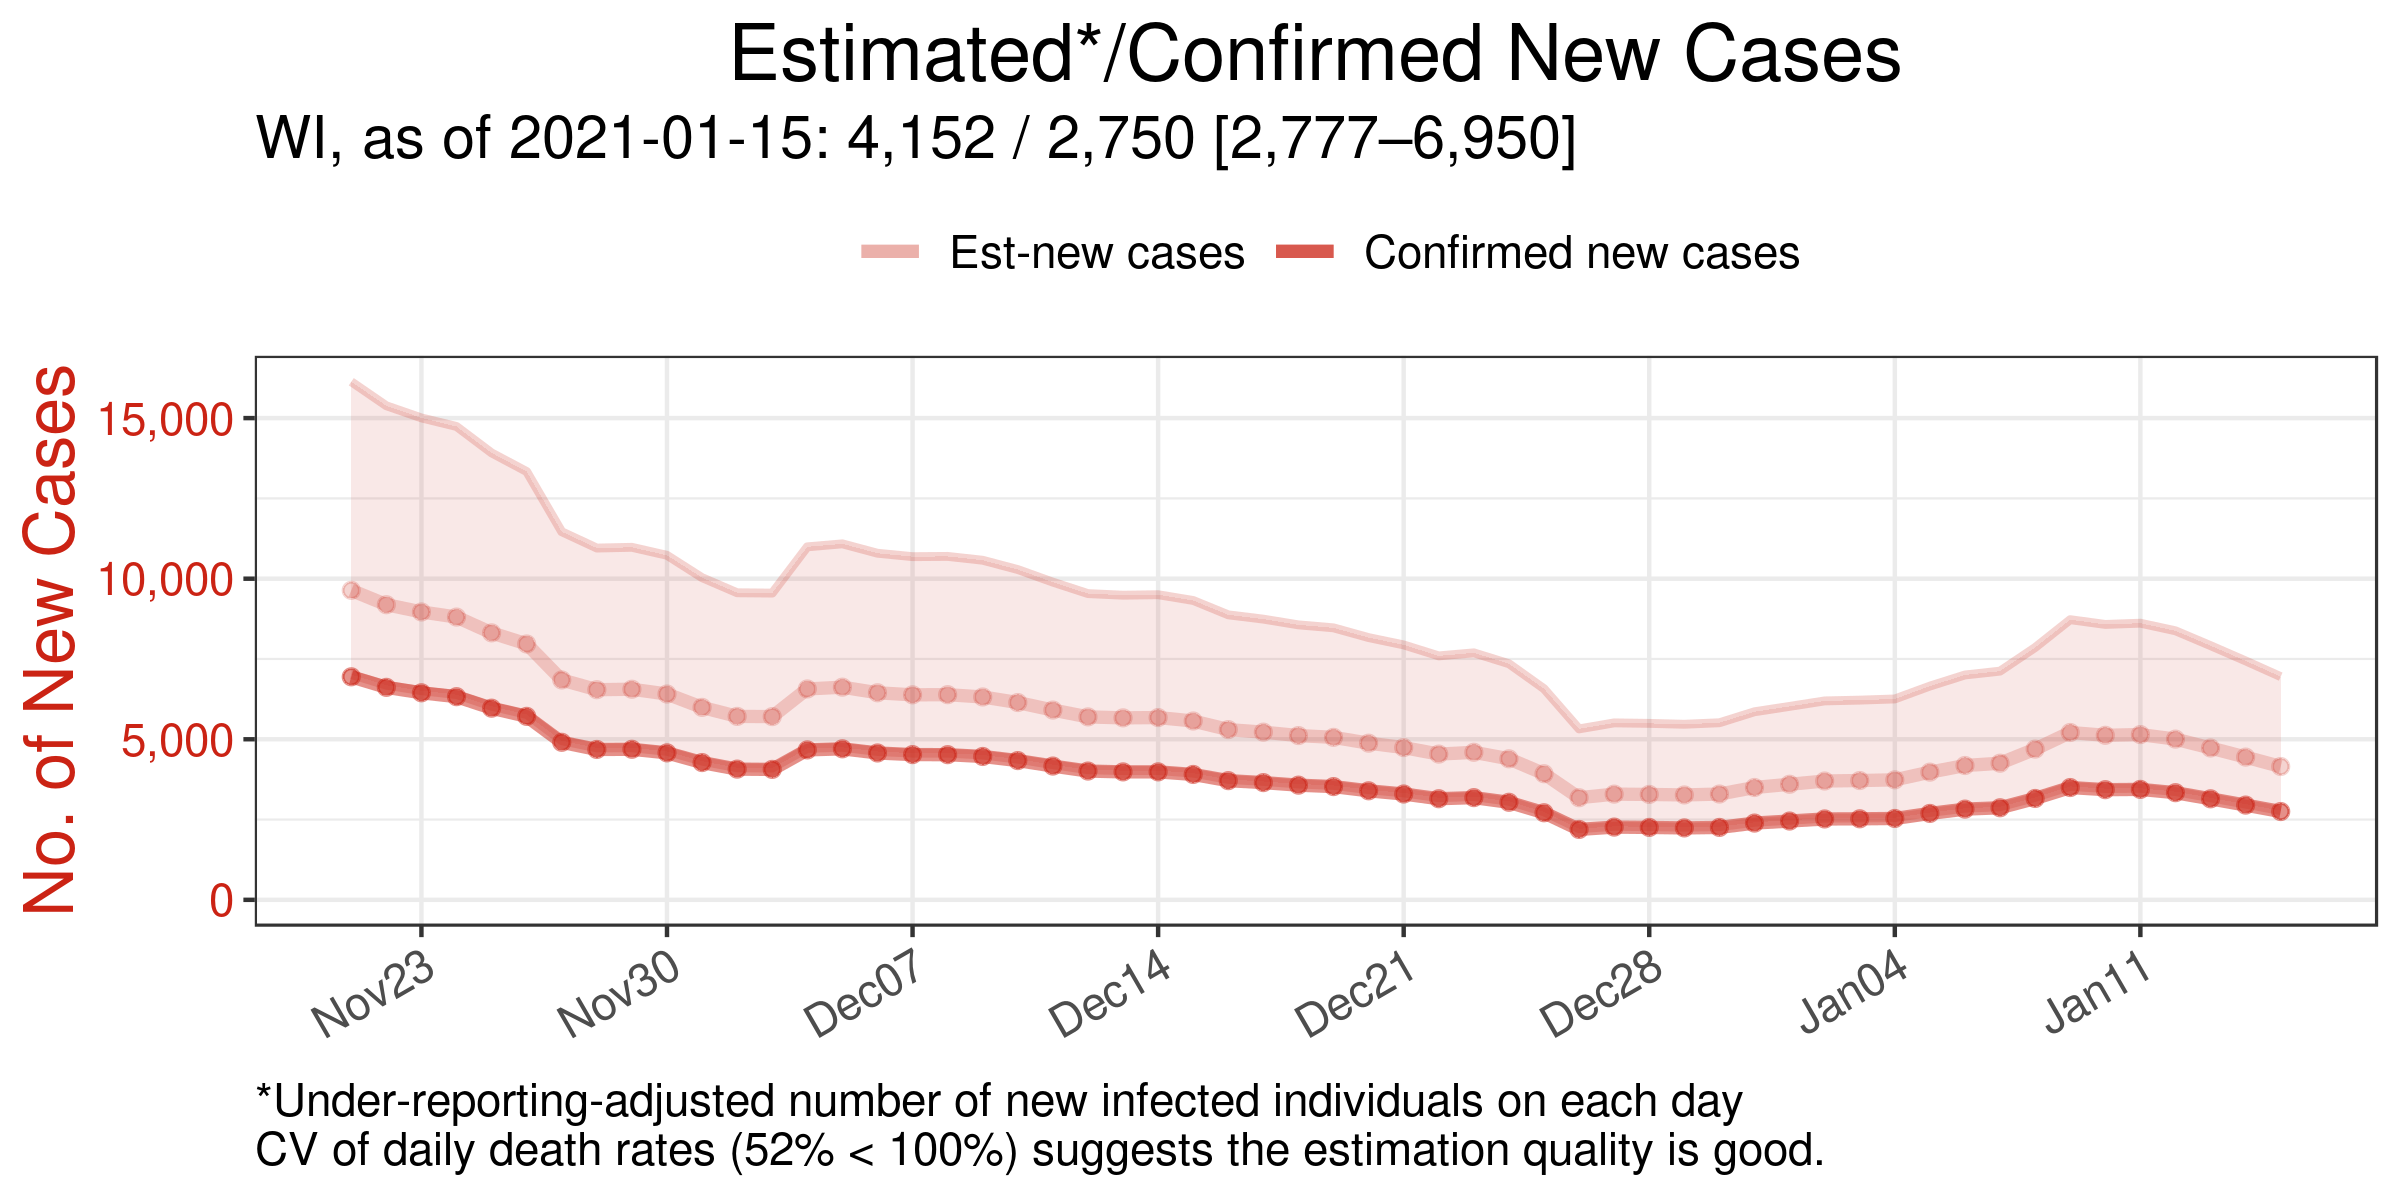 Estimated*/Confirmed New Cases
WI, as of 2021-01-15: 4,152 / 2,750 [2,777–6,950]
Est-new cases
Confirmed new cases
No. of New Cases
15,000
10,000
5,000
0
Nov23
Nov30
Dec07
Dec14
Dec21
Dec28
Jan04
Jan11
*Under-reporting-adjusted number of new infected individuals on each day
CV of daily death rates (52% < 100%) suggests the estimation quality is good.